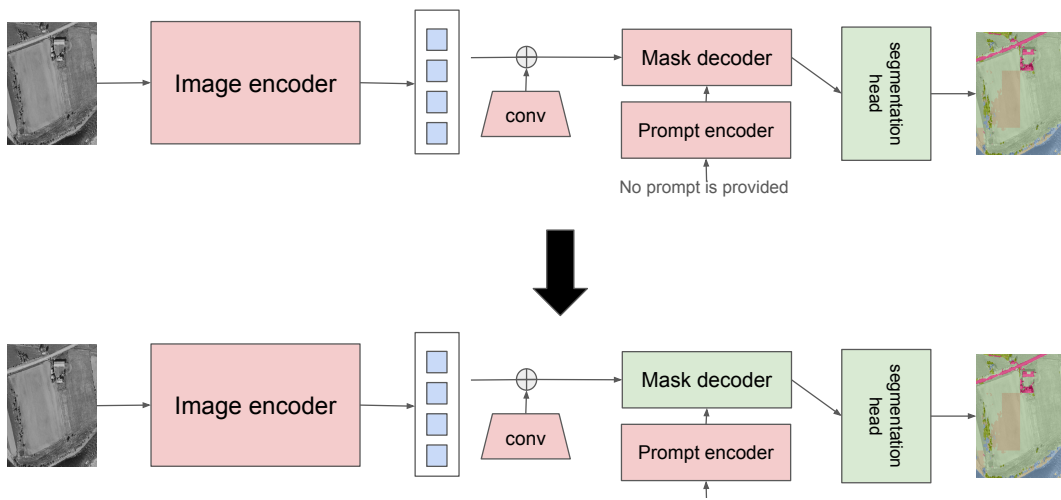 Image encoder
conv
Mask decoder
Prompt encoder
No prompt is provided
segmentation
head
Image encoder
conv
Mask decoder
Prompt encoder
segmentation
head